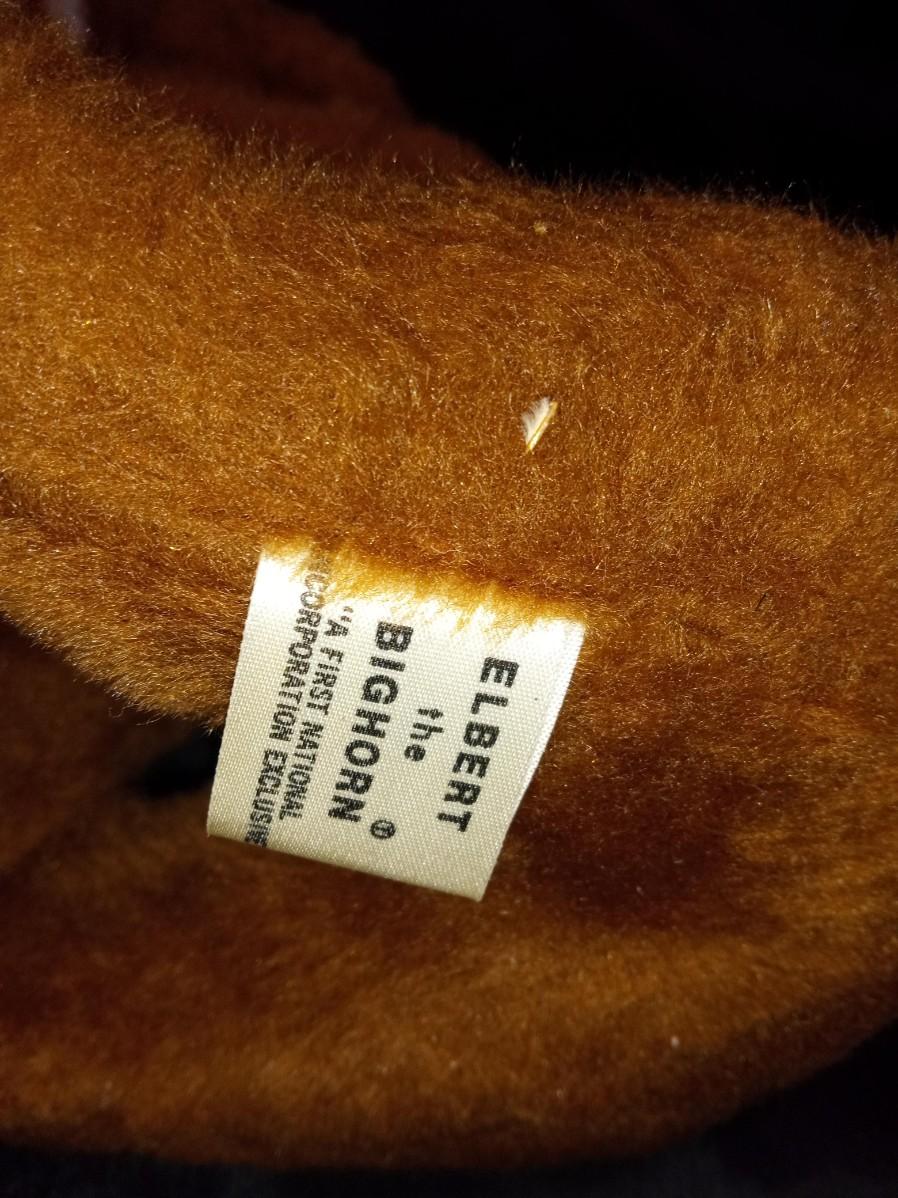 ELBERT
the
BIGHORN ®
"A FIRST NATIONAL
CORPORATION EXCLUSIVE